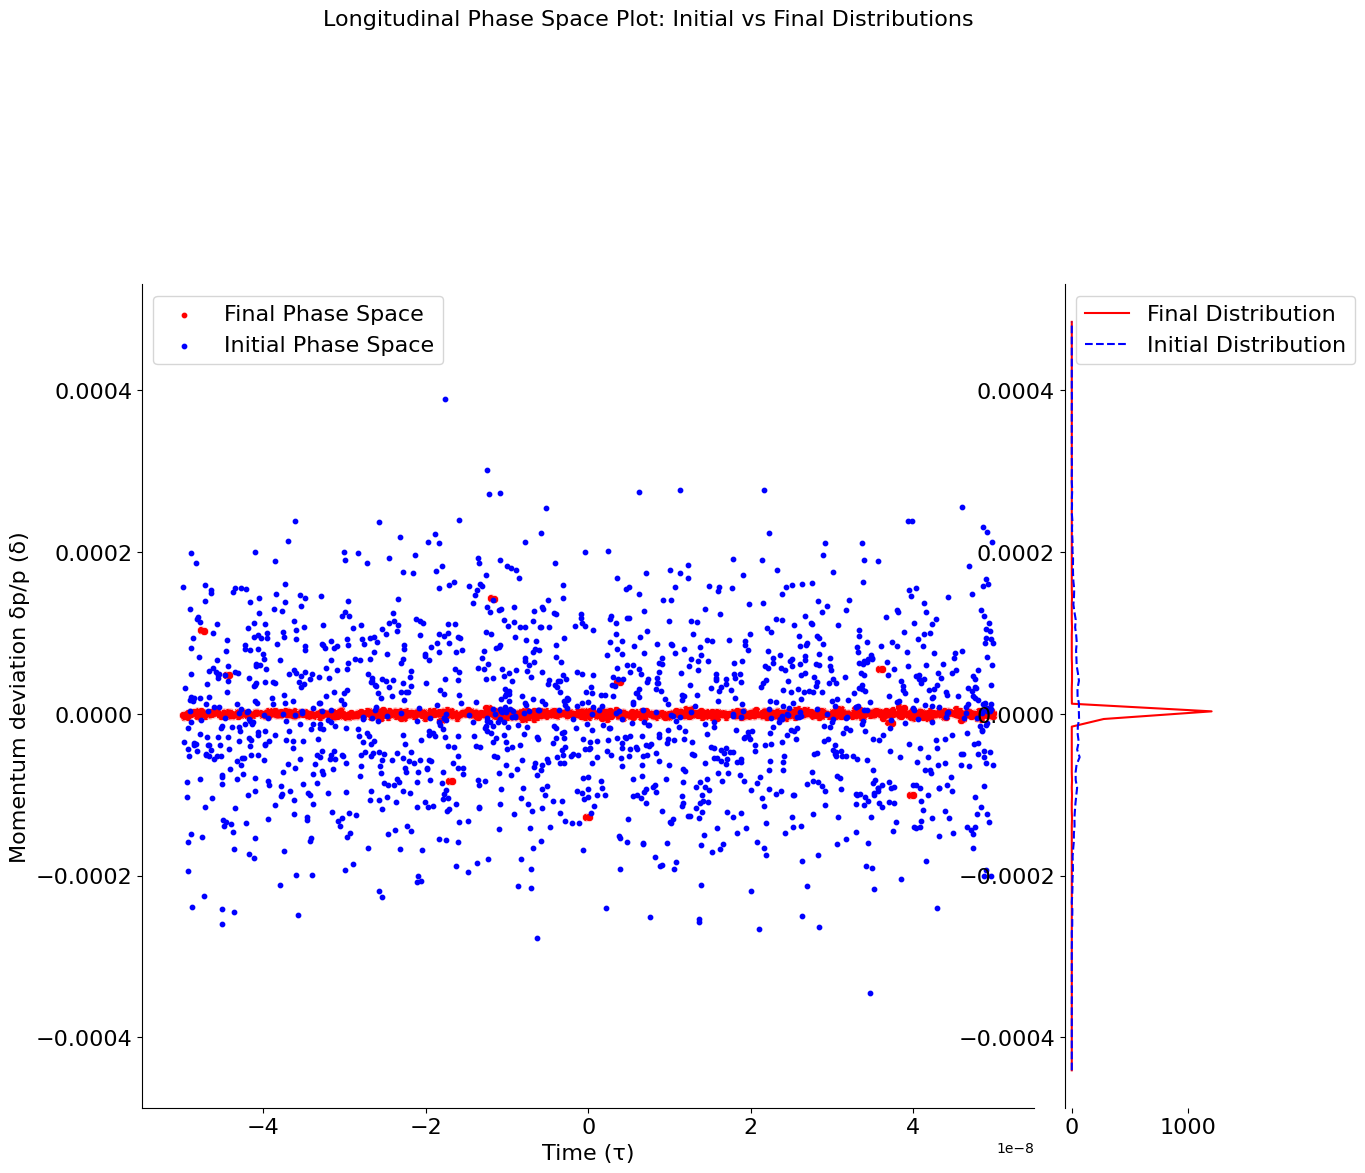 Longitudinal Phase Space Plot: Initial vs Final Distributions
Final Phase Space
Initial Phase Space
Final Distribution
Initial Distribution
Momentum deviation δp/p (δ)
0.0004
0.0002
0.0000
−0.0002
−0.0004
0.0004
0.0002
0.0000
−0.0002
−0.0004
−4
−2
0
2
4
1e−8
Time (τ)
0
1000